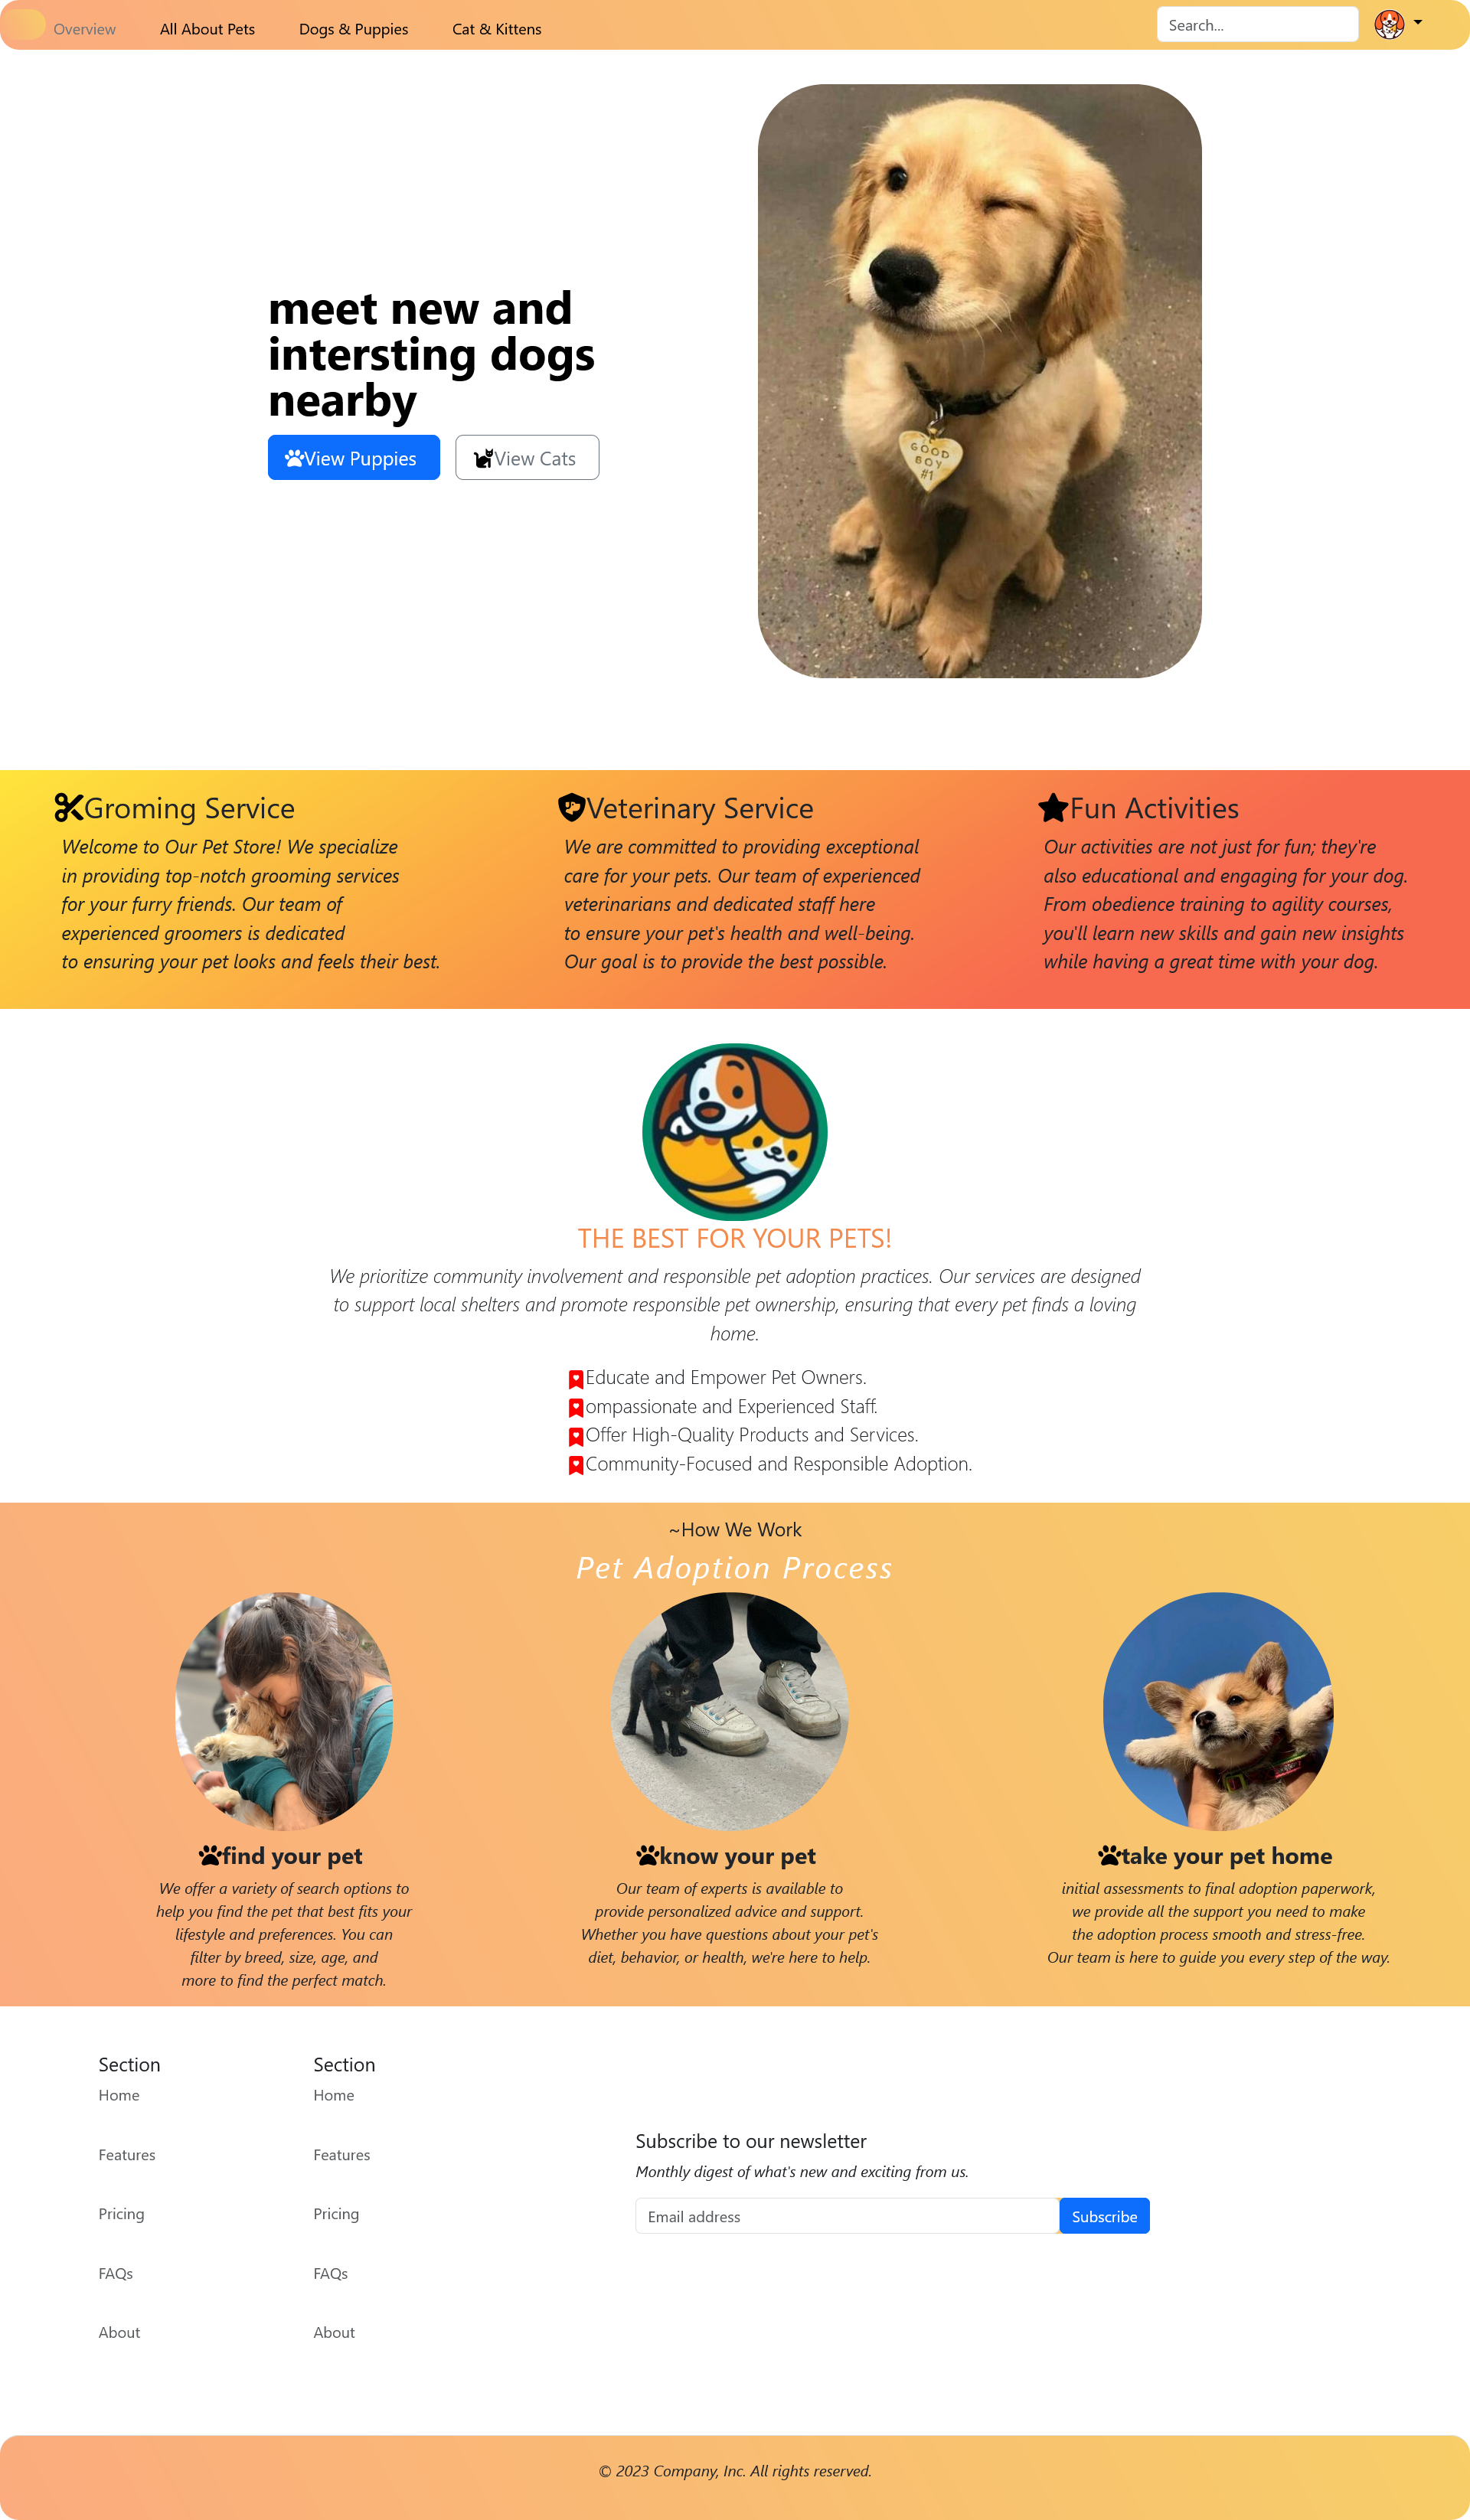 Overview
All About Pets
Dogs & Puppies
Cat & Kittens
Search...
meet new and
intersting dogs
nearby
View Puppies
View Cats
GOOD
BOY
#1
Groming Service
Welcome to Our Pet Store! We specialize
in providing top-notch grooming services
for your furry friends. Our team of
experienced groomers is dedicated
to ensuring your pet looks and feels their best.
Veterinary Service
We are committed to providing exceptional
care for your pets. Our team of experienced
veterinarians and dedicated staff here
to ensure your pet's health and well-being.
Our goal is to provide the best possible.
Fun Activities
Our activities are not just for fun; they're
also educational and engaging for your dog.
From obedience training to agility courses,
you'll learn new skills and gain new insights
while having a great time with your dog.
THE BEST FOR YOUR PETS!
We prioritize community involvement and responsible pet adoption practices. Our services are designed
to support local shelters and promote responsible pet ownership, ensuring that every pet finds a loving
home.
Educate and Empower Pet Owners.
ompassionate and Experienced Staff.
Offer High-Quality Products and Services.
Community-Focused and Responsible Adoption.
~How We Work
Pet Adoption Process
find your pet
We offer a variety of search options to
help you find the pet that best fits your
lifestyle and preferences. You can
filter by breed, size, age, and
more to find the perfect match.
know your pet
Our team of experts is available to
provide personalized advice and support.
Whether you have questions about your pet's
diet, behavior, or health, we're here to help.
take your pet home
initial assessments to final adoption paperwork,
we provide all the support you need to make
the adoption process smooth and stress-free.
Our team is here to guide you every step of the way.
Section
Home
Features
Pricing
FAQs
About
Section
Home
Features
Pricing
FAQs
About
Subscribe to our newsletter
Monthly digest of what's new and exciting from us.
Email address
Subscribe
© 2023 Company, Inc. All rights reserved.